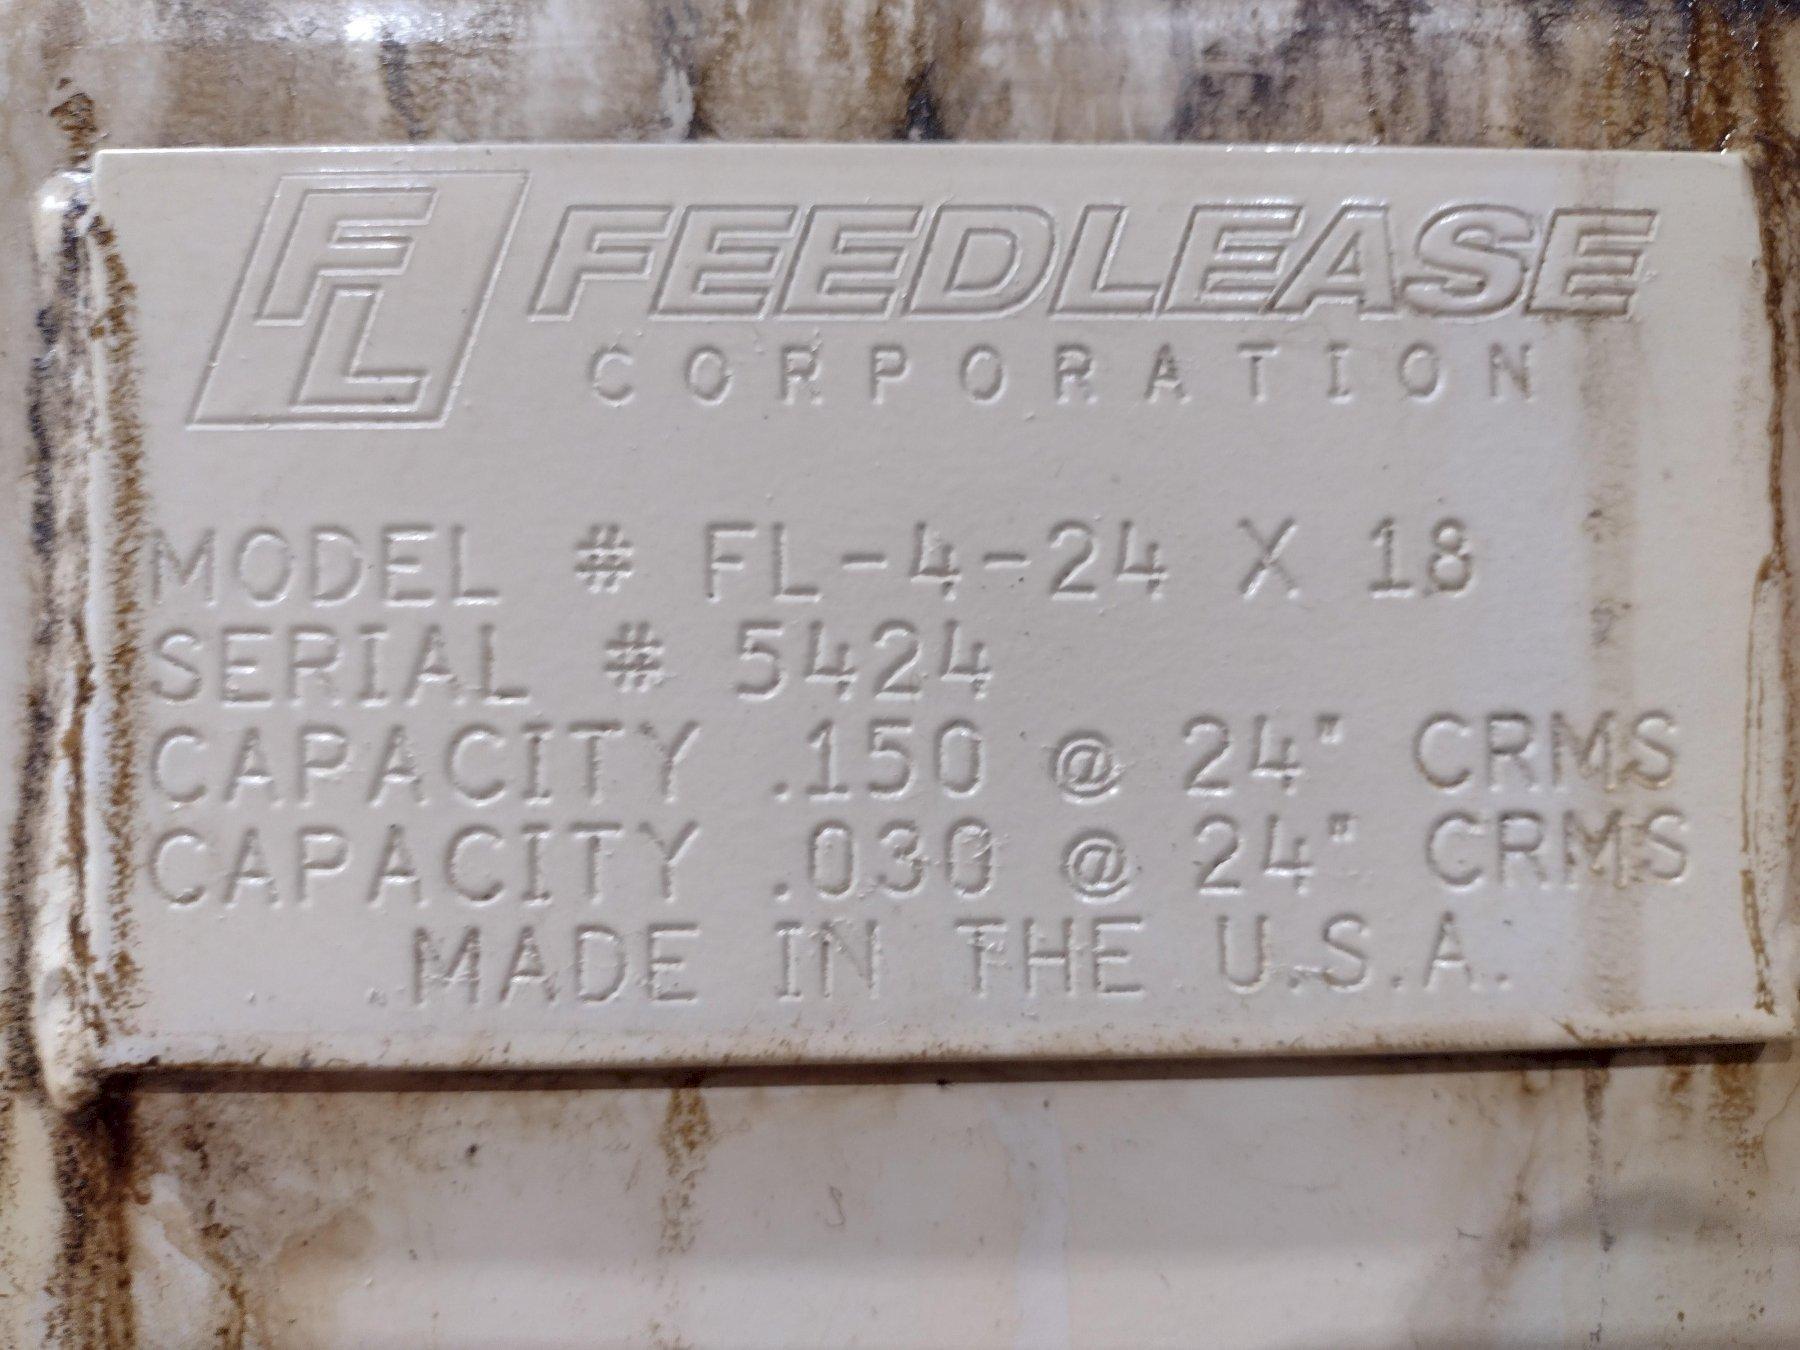 FL FEEDLEASE
CORPORATION
MODEL # FL-4-24 X 18
SERIAL # 5424
CAPACITY .150 @ 24" CRMS
CAPACITY .030 @ 24" CRMS
MADE IN THE U.S.A.